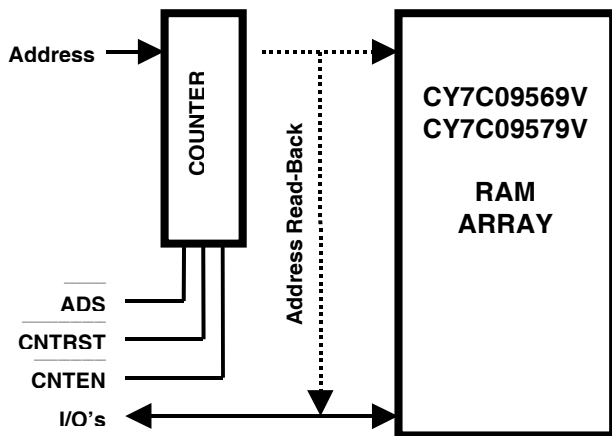 Address
COUNTER
Address Read-Back
CY7C09569V
CY7C09579V
RAM
ARRAY
ADS
CNTRST
CNTEN
I/O's